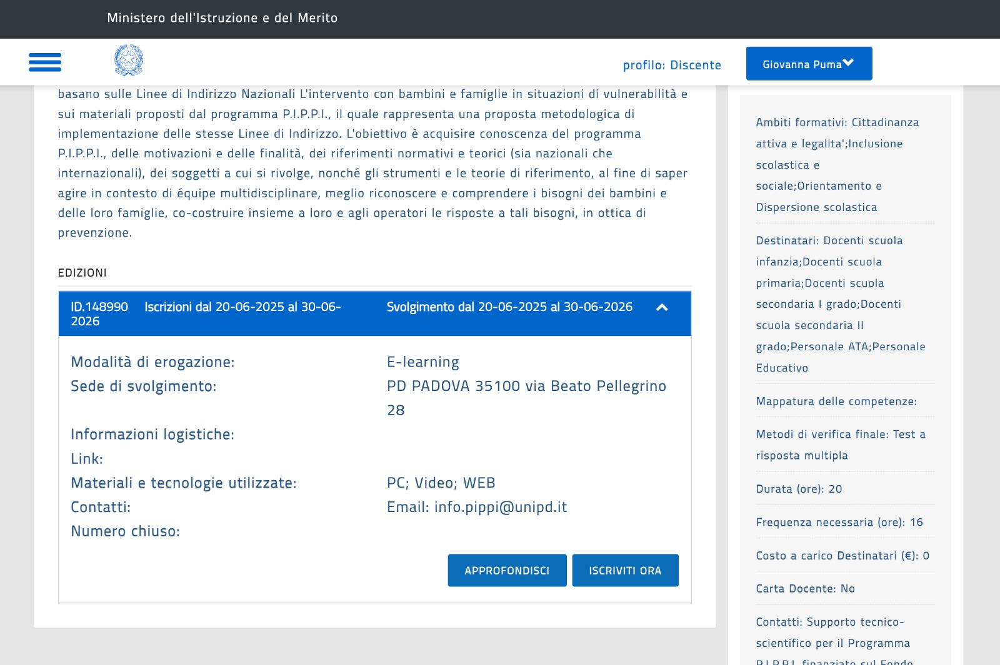 Ministero dell'Istruzione e del Merito
profilo: Discente
Giovanna Puma
basano sulle Linee di Indirizzo Nazionali L'intervento con bambini e famiglie in situazioni di vulnerabilità e
sui materiali proposti dal programma P.I.P.P.I., il quale rappresenta una proposta metodologica di
implementazione delle stesse Linee di Indirizzo. L'obiettivo è acquisire conoscenza del programma
P.I.P.P.I., delle motivazioni e delle finalità, dei riferimenti normativi e teorici (sia nazionali che
internazionali), dei soggetti a cui si rivolge, nonché gli strumenti e le teorie di riferimento, al fine di saper
agire in contesto di équipe multidisciplinare, meglio riconoscere e comprendere i bisogni dei bambini e
delle loro famiglie, co-costruire insieme a loro e agli operatori le risposte a tali bisogni, in ottica di
prevenzione.
EDIZIONI
ID.148990 Iscrizioni dal 20-06-2025 al 30-06-
2026
Svolgimento dal 20-06-2025 al 30-06-2026
Modalità di erogazione: E-learning
Sede di svolgimento: PD PADOVA 35100 via Beato Pellegrino
28
Informazioni logistiche:
Link:
Materiali e tecnologie utilizzate: PC; Video; WEB
Contatti: Email: info.pippi@unipd.it
Numero chiuso:
APPROFONDISCI ISCRIVITI ORA
Ambiti formativi: Cittadinanza
attiva e legalita';Inclusione
scolastica e
sociale;Orientamento e
Dispersione scolastica
Destinatari: Docenti scuola
infanzia;Docenti scuola
primaria;Docenti scuola
secondaria I grado;Docenti
scuola secondaria II
grado;Personale ATA;Personale
Educativo
Mappatura delle competenze:
Metodi di verifica finale: Test a
risposta multipla
Durata (ore): 20
Frequenza necessaria (ore): 16
Costo a carico Destinatari (€): 0
Carta Docente: No
Contatti: Supporto tecnico-
scientifico per il Programma
P.I.P.P.I. finanziato sul Fondo